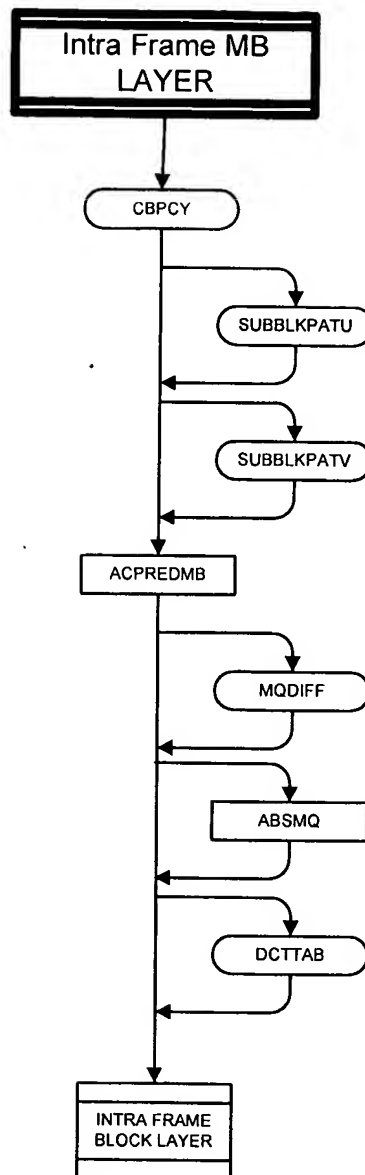 Intra Frame MB
LAYER
CBPCY
SUBBLKPATU
SUBBLKPATV
ACPREDMB
MQDIFF
ABSMQ
DCTTAB
INTRA FRAME
BLOCK LAYER